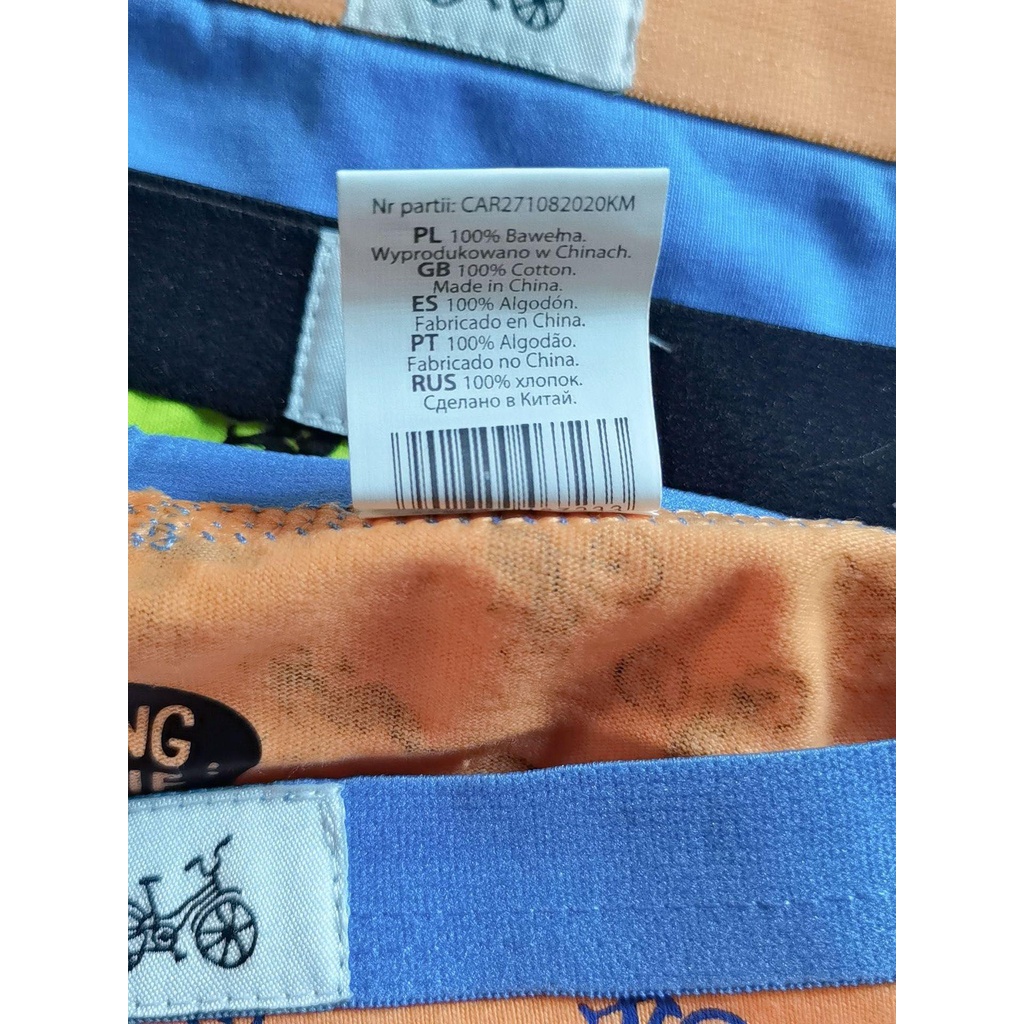 Nr partii: CAR271082020KM
PL 100% Bawełna.
Wyprodukowano w Chinach.
GB 100% Cotton.
Made in China.
ES 100% Algodón.
Fabricado en China.
PT 100% Algodão.
Fabricado no China.
RUS 100% хлопок.
Сделано в Китай.